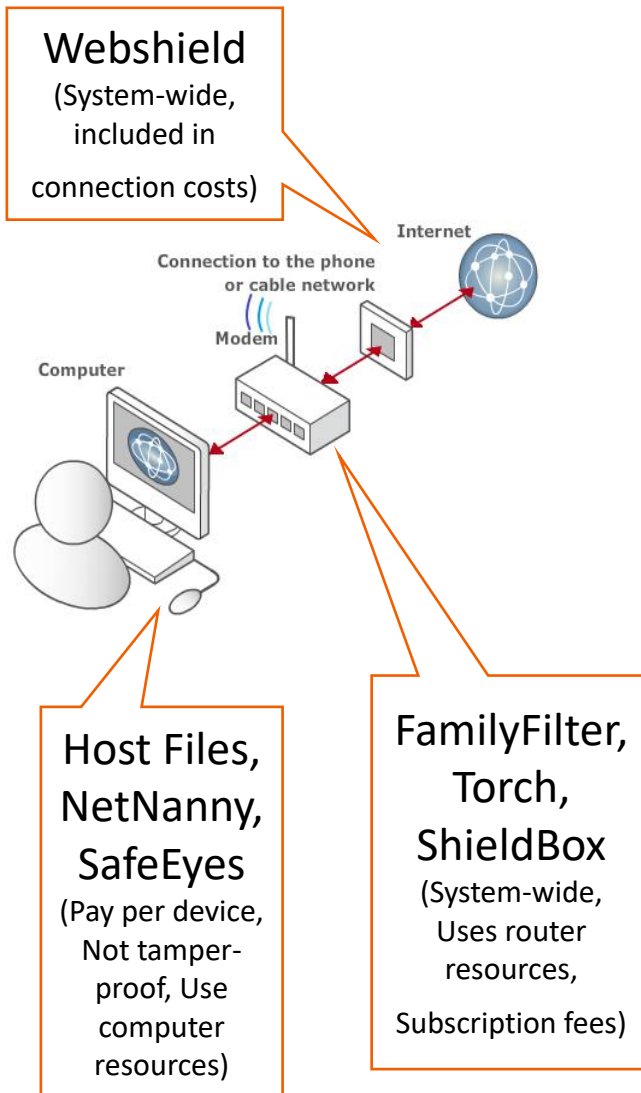 Webshield
(System-wide,
included in
connection costs)
Internet
Connection to the phone
or cable network
Modem
Computer
Host Files,
NetNanny,
SafeEyes
(Pay per device,
Not tamper-
proof, Use
computer
resources)
FamilyFilter,
Torch,
ShieldBox
(System-wide,
Uses router
resources,
Subscription fees)